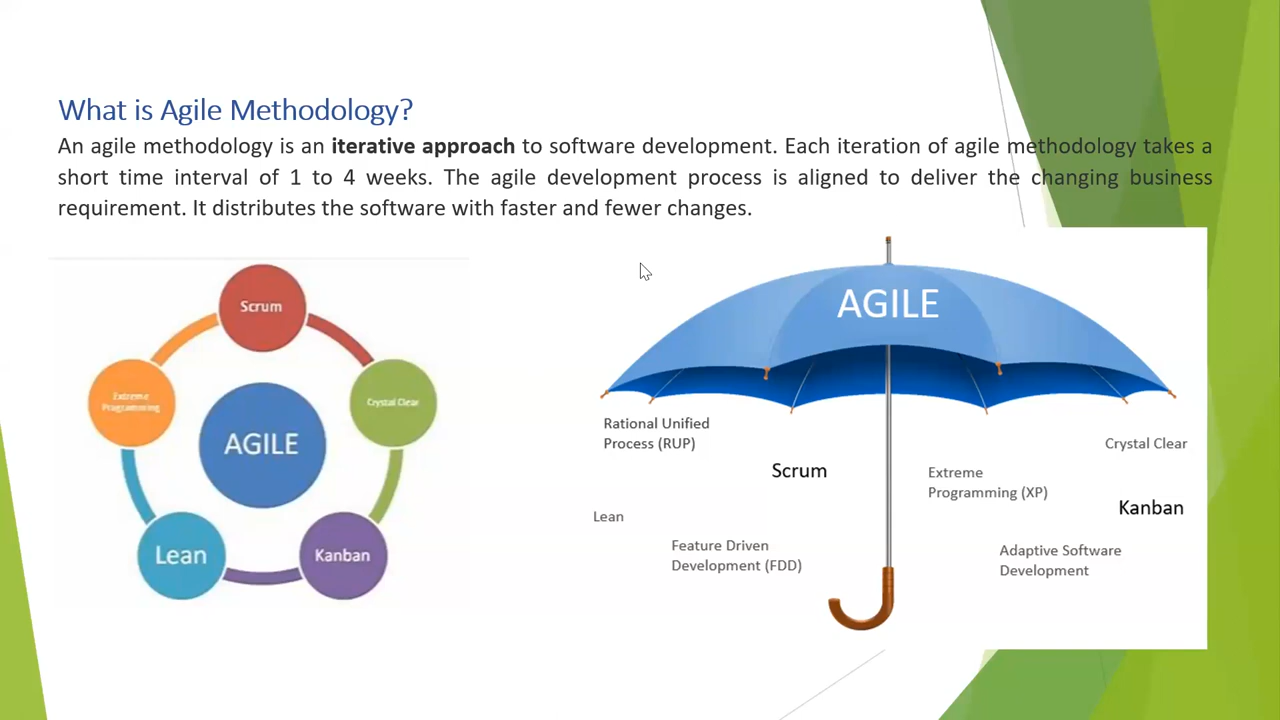 What is Agile Methodology?
An agile methodology is an iterative approach to software development. Each iteration of agile methodology takes a
short time interval of 1 to 4 weeks. The agile development process is aligned to deliver the changing business
requirement. It distributes the software with faster and fewer changes.
Scrum
Extreme
Programming
Crystal Clear
AGILE
Lean
Kanban
AGILE
Rational Unified
Process (RUP)
Crystal Clear
Scrum
Extreme
Programming (XP)
Kanban
Lean
Feature Driven
Development (FDD)
Adaptive Software
Development